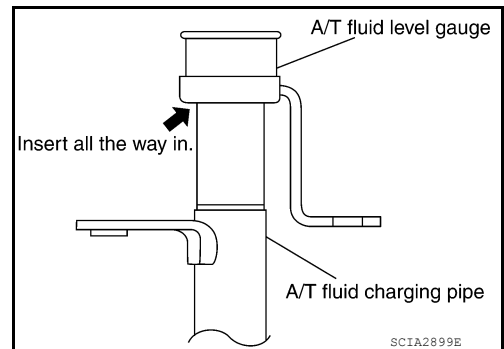 A/T fluid level gauge
Insert all the way in.
A/T fluid charging pipe
SCIA2899E